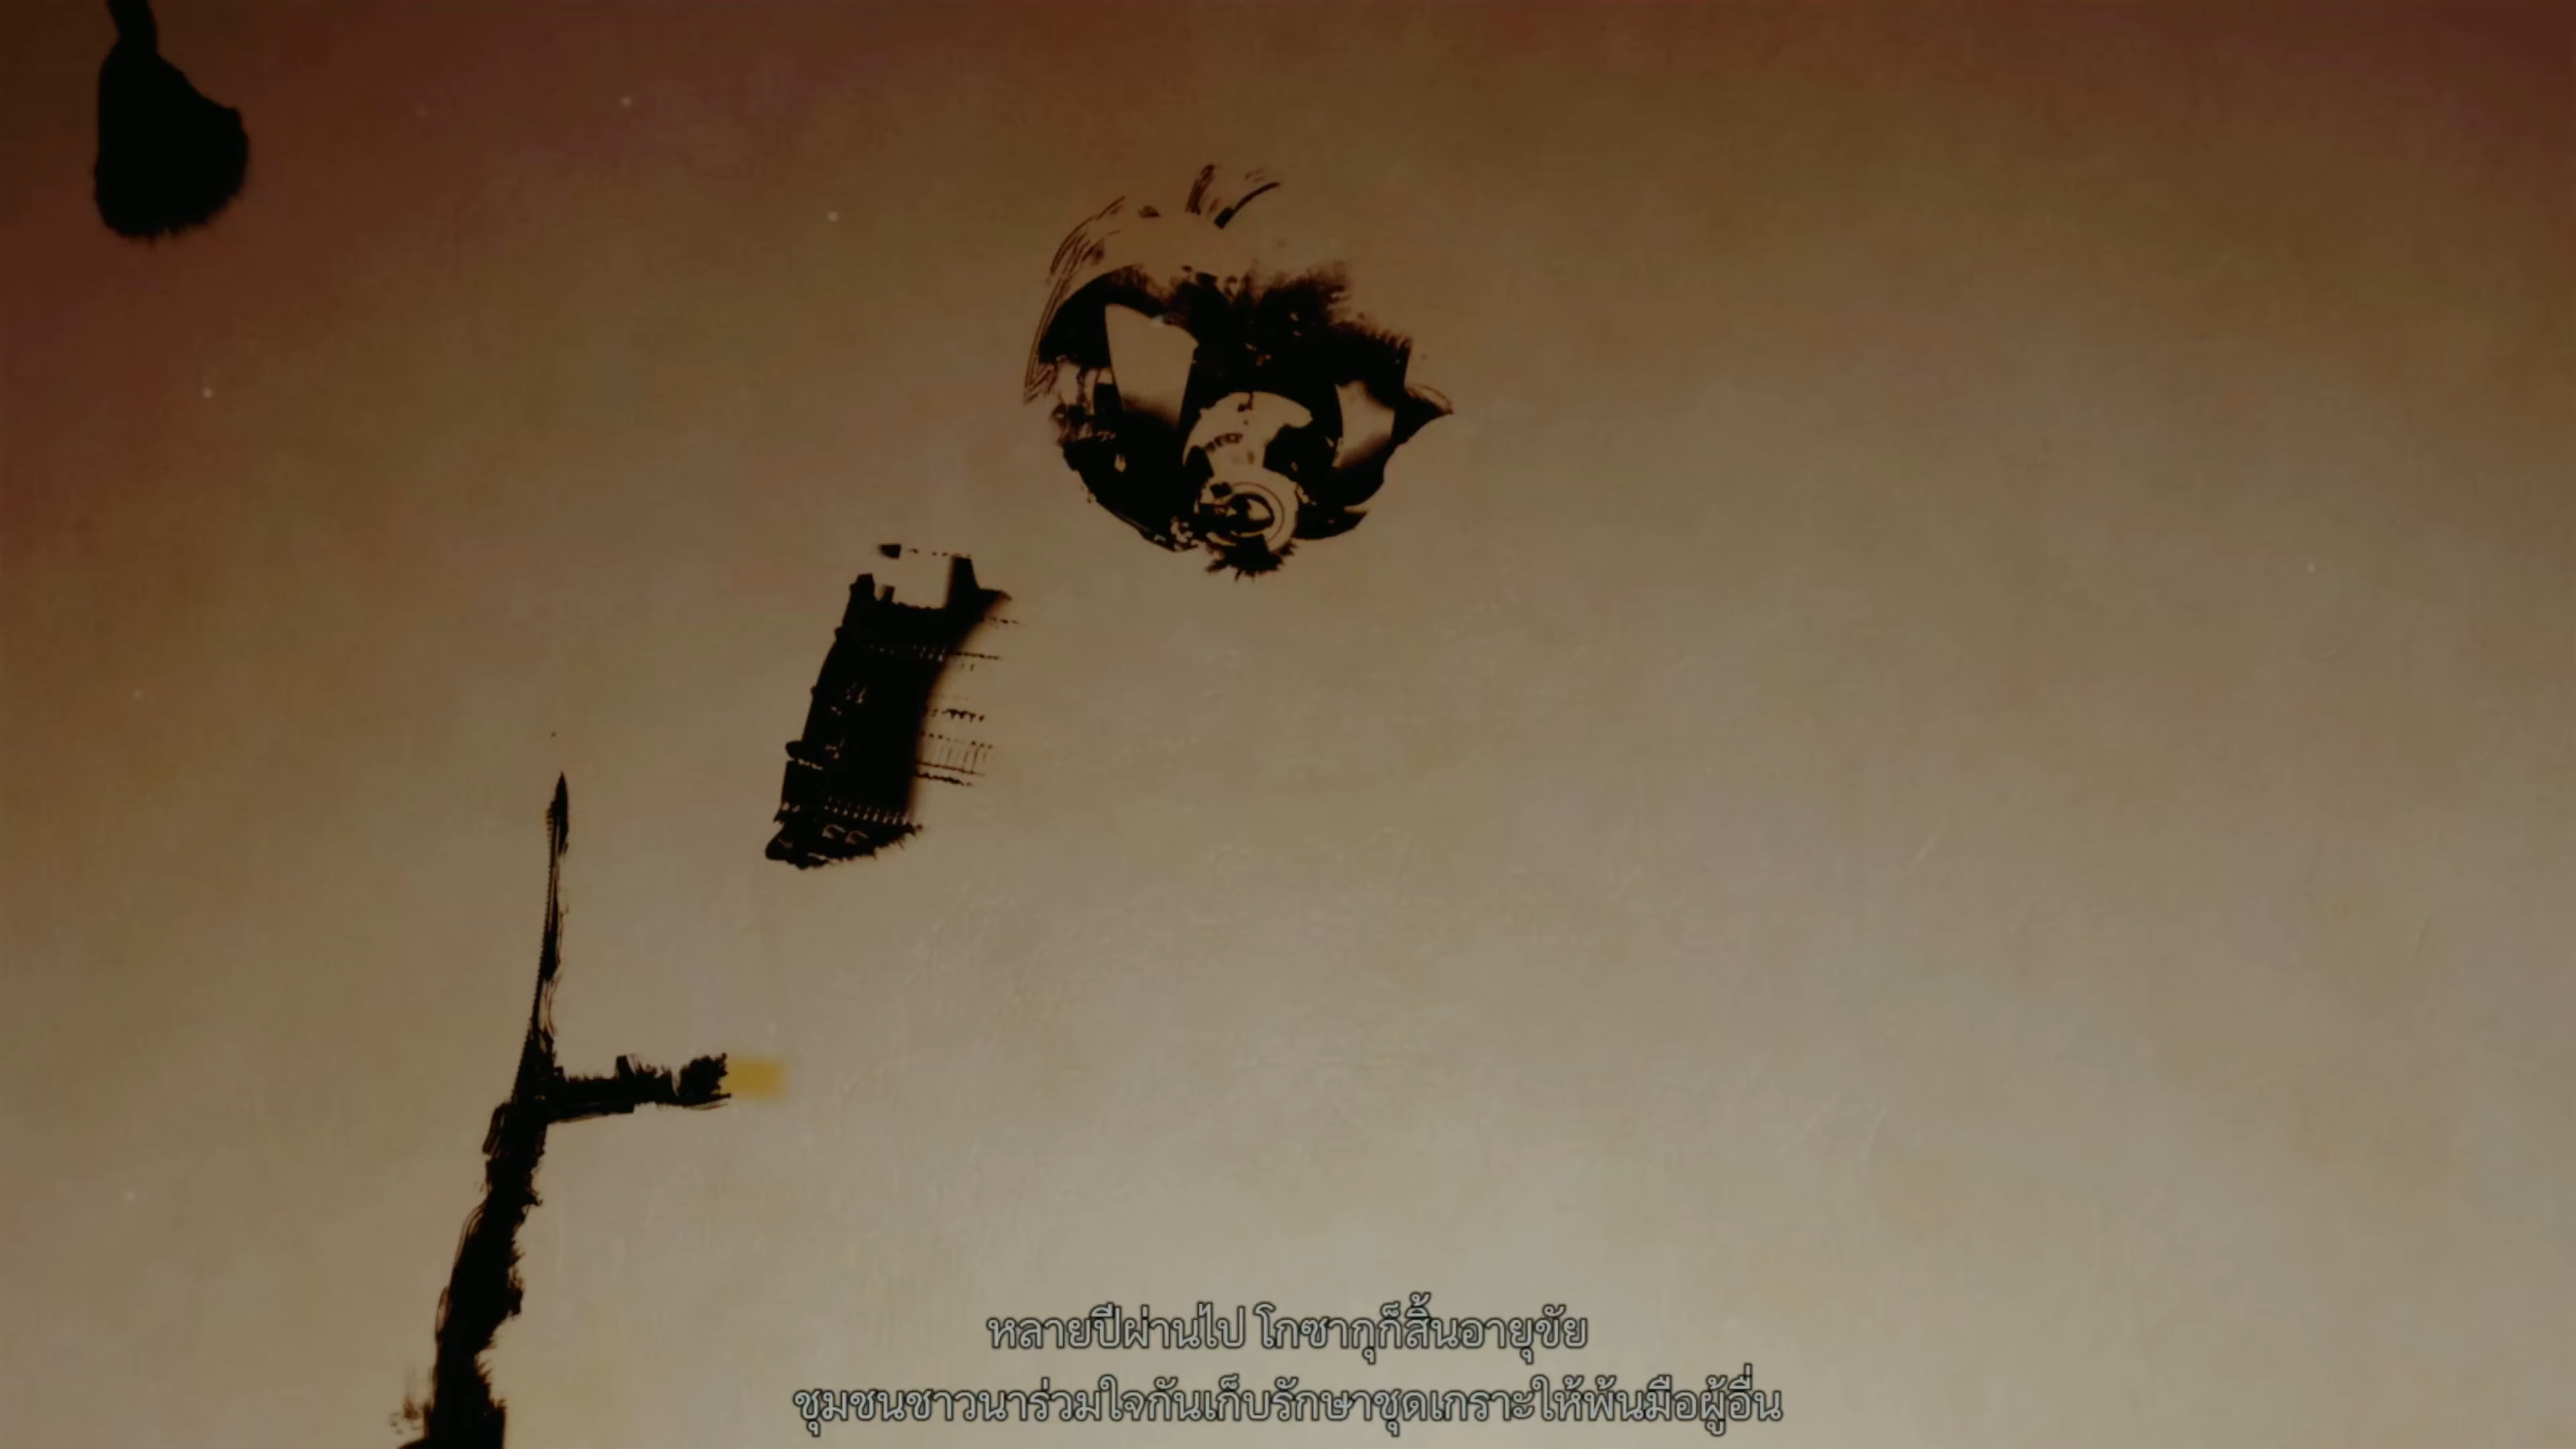 หลายปีผ่านไป โกซากุก็สิ้นอายุขัย
ชุมชนชาวนาร่วมใจกันเก็บรักษาชุดเกราะให้พ้นมือผู้อื่น